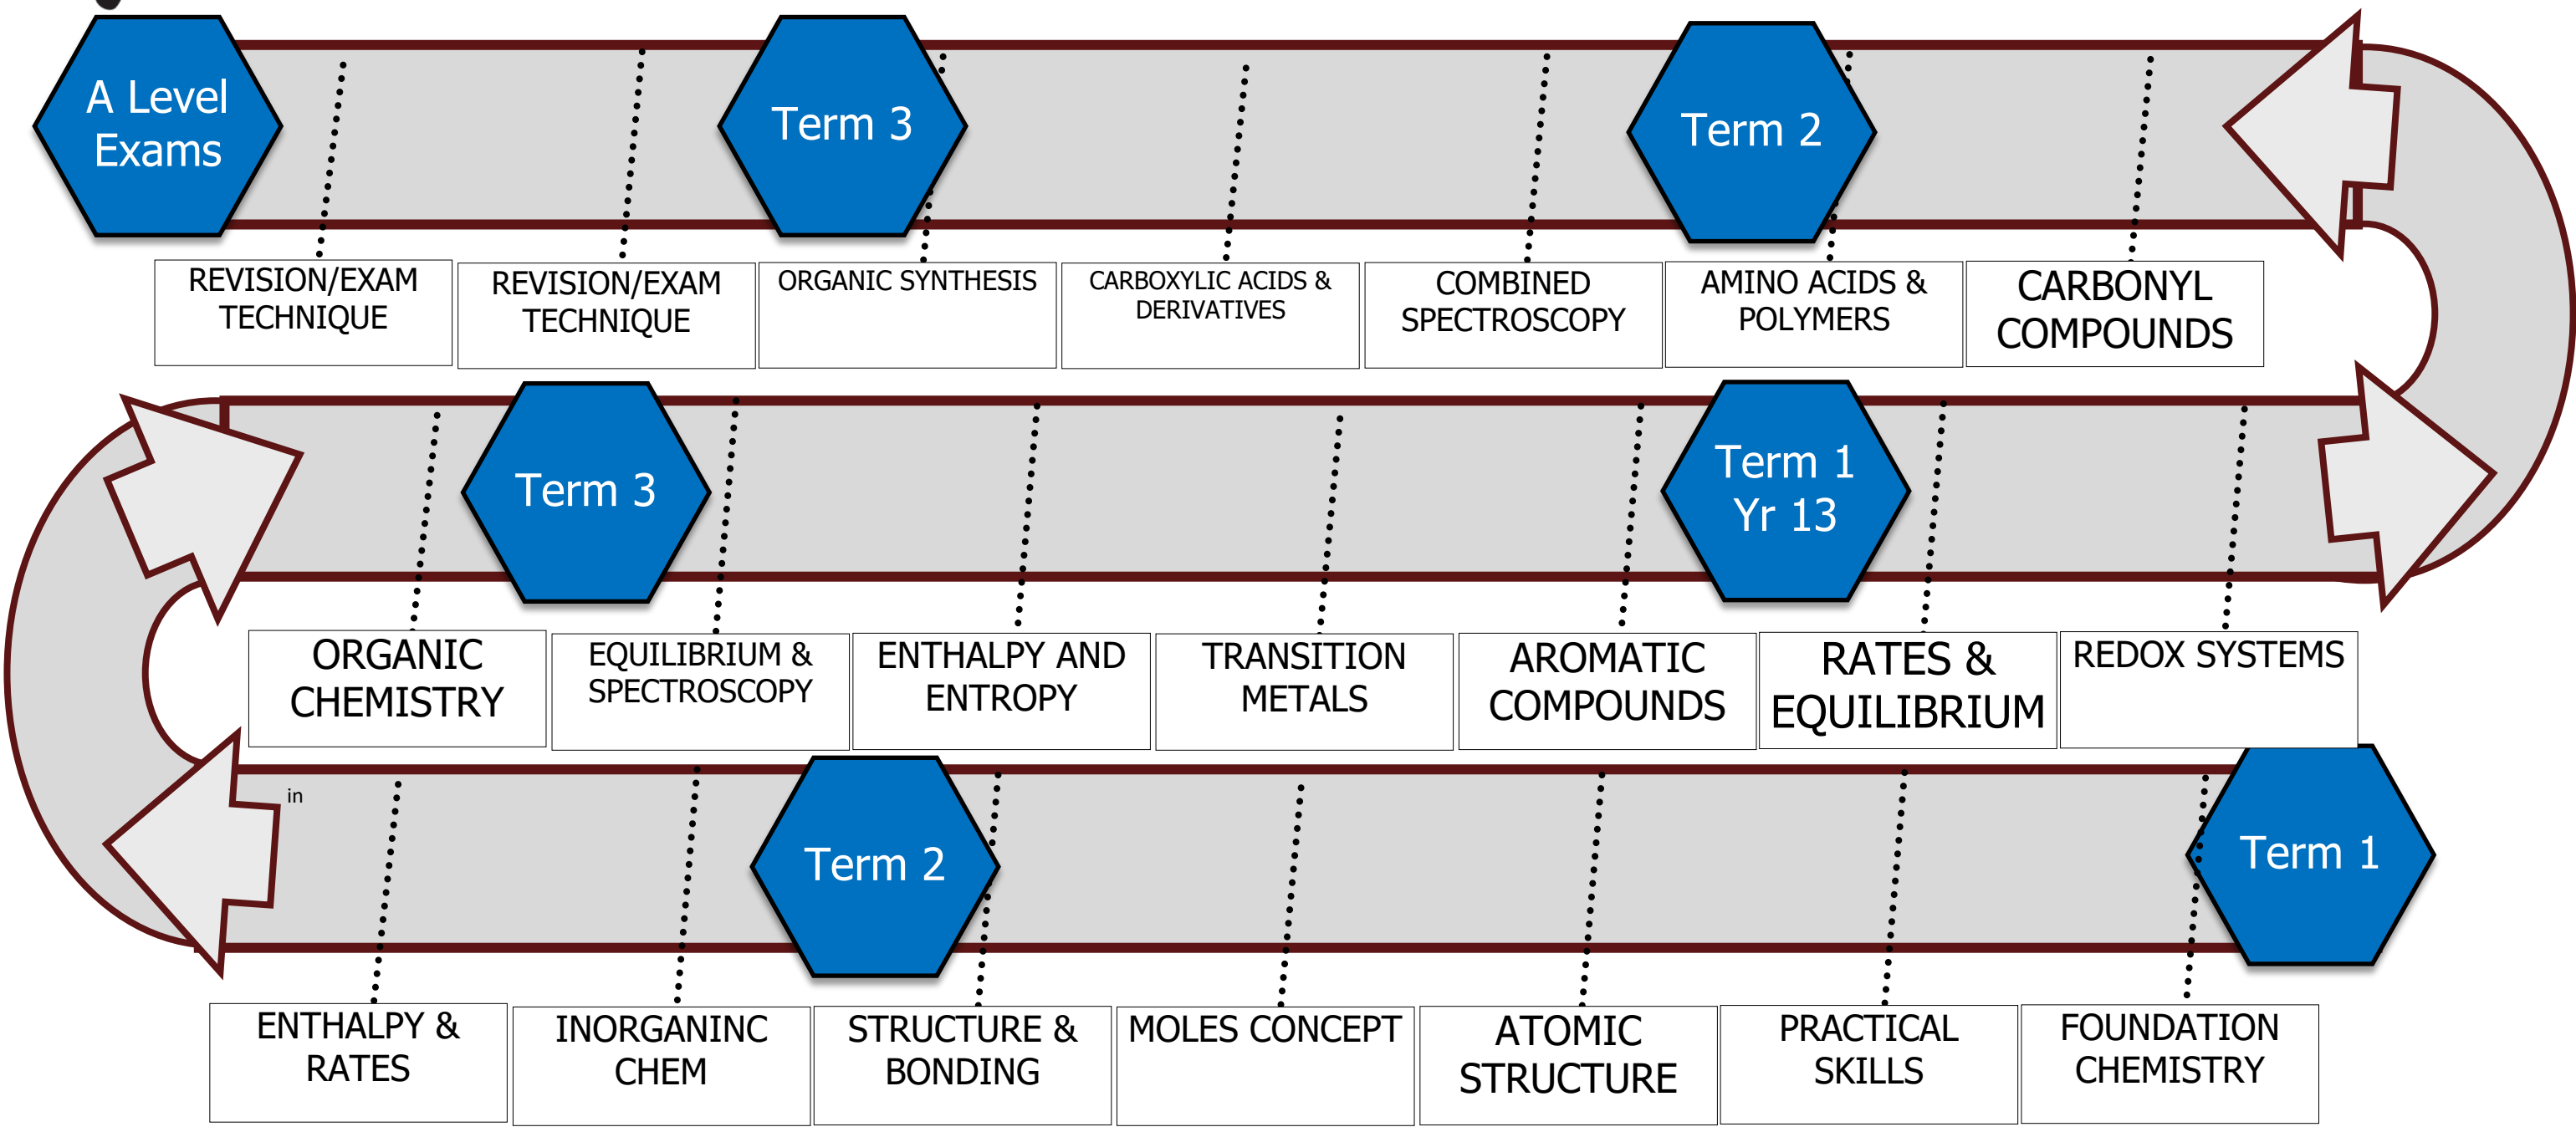 A Level
Exams
Term 3
Term 2
REVISION/EXAM
TECHNIQUE
REVISION/EXAM
TECHNIQUE
ORGANIC SYNTHESIS
CARBOXYLIC ACIDS &
DERIVATIVES
COMBINED
SPECTROSCOPY
AMINO ACIDS &
POLYMERS
CARBONYL
COMPOUNDS
Term 3
Term 1
Yr 13
ORGANIC
CHEMISTRY
EQUILIBRIUM &
SPECTROSCOPY
ENTHALPY AND
ENTROPY
TRANSITION
METALS
AROMATIC
COMPOUNDS
RATES &
EQUILIBRIUM
REDOX SYSTEMS
in
Term 2
Term 1
ENTHALPY &
RATES
INORGANINC
CHEM
STRUCTURE &
BONDING
MOLES CONCEPT
ATOMIC
STRUCTURE
PRACTICAL
SKILLS
FOUNDATION
CHEMISTRY